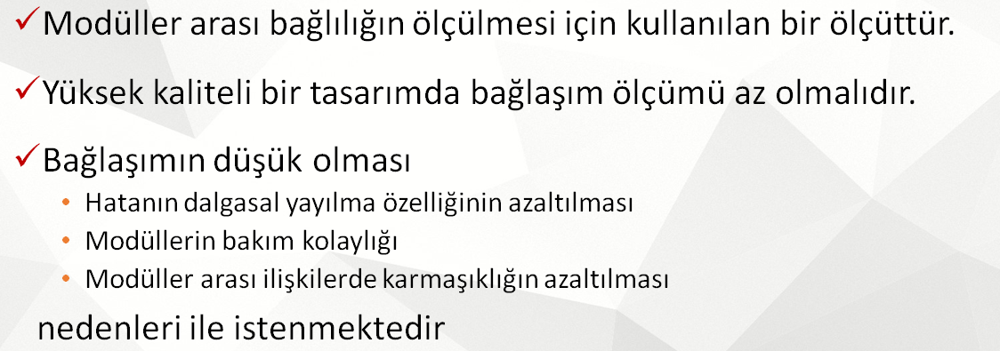 ✓Modüller arası bağlılığın ölçülmesi için kullanılan bir ölçüttür.
✓Yüksek kaliteli bir tasarımda bağlaşım ölçümü az olmalıdır.
✓Bağlaşımın düşük olması
• Hatanın dalgasal yayılma özelliğinin azaltılması
• Modüllerin bakım kolaylığı
• Modüller arası ilişkilerde karmaşıklığın azaltılması
nedenleri ile istenmektedir